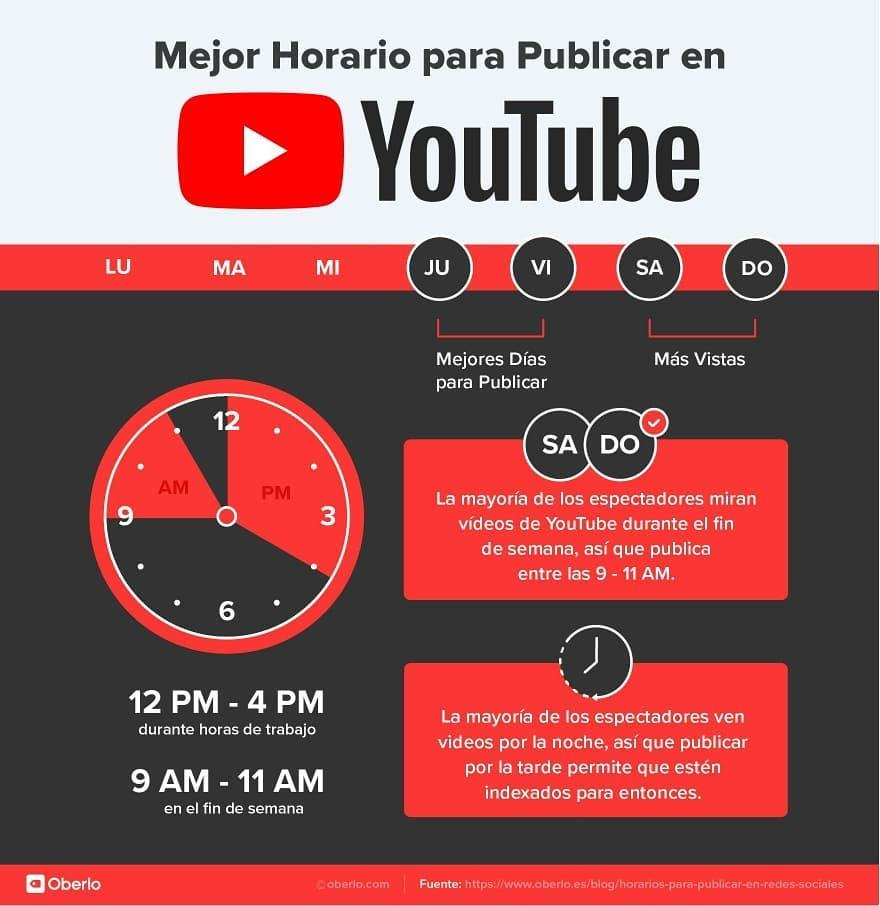 Mejor Horario para Publicar en
YouTube
LU MA MI JU VI SA DO
Mejores Días
para Publicar
Más Vistas
12
AM PM
9 3
6
12 PM - 4 PM
durante horas de trabajo
9 AM - 11 AM
en el fin de semana
SA DO
La mayoría de los espectadores miran
vídeos de YouTube durante el fin
de semana, así que publica
entre las 9 - 11 AM.
La mayoría de los espectadores ven
videos por la noche, así que publicar
por la tarde permite que estén
indexados para entonces.
Oberlo
©oberlo.com
Fuente: https://www.oberlo.es/blog/horarios-para-publicar-en-redes-sociales